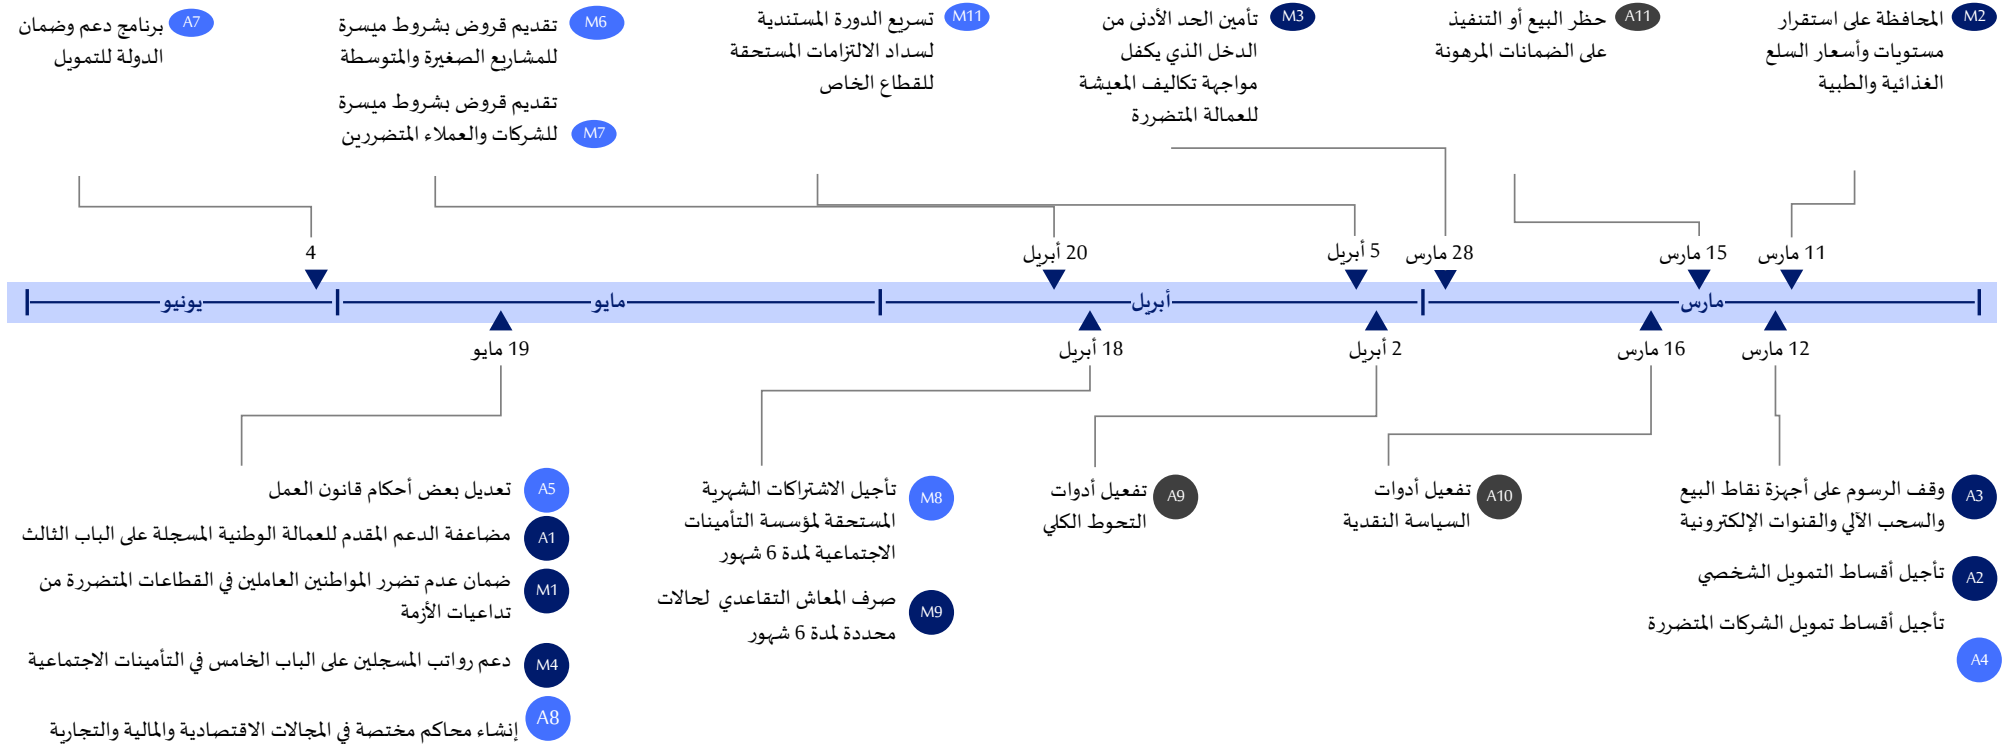 M2
المحافظة على استقرار
مستويات وأسعار السلع
الغذائية والطبية
A11
حظر البيع أو التنفيذ
على الضمانات المرهونة
M3
تأمين الحد الأدنى من
الدخل الذي يكفل
مواجهة تكاليف المعيشة
للعمالة المتضررة
M11
تسريع الدورة المستندية
لسداد الالتزامات المستحقة
للقطاع الخاص
M6
تقديم قروض بشروط ميسرة
للمشاريع الصغيرة والمتوسطة
تقديم قروض بشروط ميسرة
M7
للشركات والعملاء المتضررين
A7
برنامج دعم وضمان
الدولة للتمويل
11 مارس
15 مارس
28 مارس
5 أبريل
20 أبريل
4
مارس
أبريل
مايو
يونيو
12 مارس
16 مارس
2 أبريل
18 أبريل
19 مايو
A3
وقف الرسوم على أجهزة نقاط البيع
والسحب الآلي والقنوات الإلكترونية
A2
تأجيل أقساط التمويل الشخصي
تأجيل أقساط تمويل الشركات المتضررة
A4
A10
تفعيل أدوات
السياسة النقدية
A9
تفعيل أدوات
التحوط الكلي
M8
تأجيل الاشتراكات الشهرية
المستحقة لمؤسسة التأمينات
الاجتماعية لمدة 6 شهور
M9
صرف المعاش التقاعدي لحالات
محددة لمدة 6 شهور
A5
تعديل بعض أحكام قانون العمل
A1
مضاعفة الدعم المقدم للعمالة الوطنية المسجلة على الباب الثالث
M1
ضمان عدم تضرر المواطنين العاملين في القطاعات المتضررة من
تداعيات الأزمة
M4
دعم رواتب المسجلين على الباب الخامس في التأمينات الاجتماعية
A8
إنشاء محاكم مختصة في المجالات الاقتصادية والمالية والتجارية